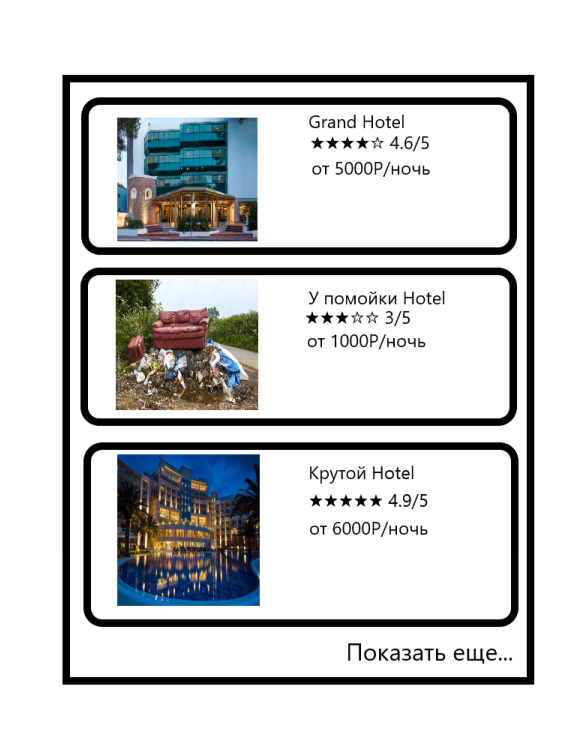 Grand Hotel
★★★★☆ 4.6/5
от 5000Р/ночь
У помойки Hotel
★★★☆☆ 3/5
от 1000Р/ночь
Крутой Hotel
★★★★★ 4.9/5
от 6000Р/ночь
Показать еще...